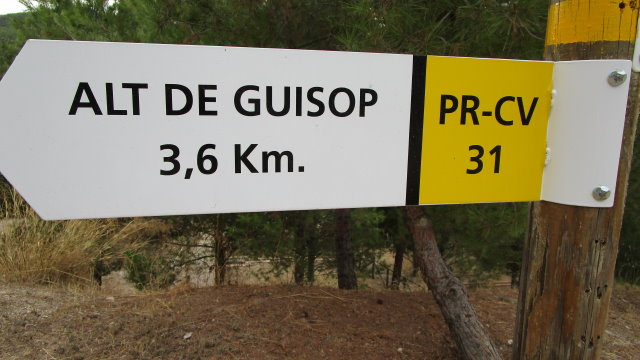 ALT DE GUISOP
3,6 Km.
PR-CV
31